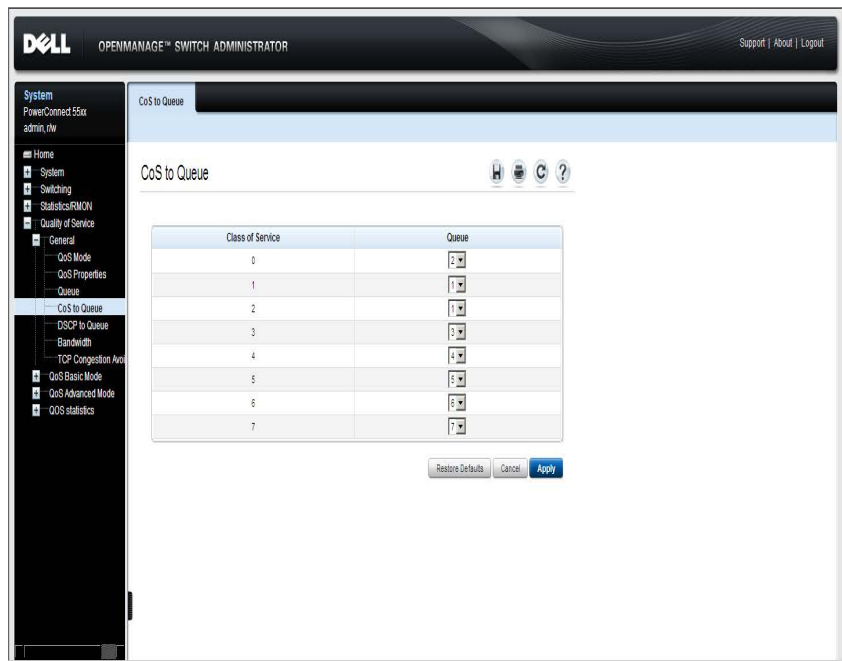 DELL
OPENMANAGE™ SWITCH ADMINISTRATOR
Support | About | Logout
System
PowerConnect 55xx
admin, r/w
Home
System
Switching
Statistics/RMON
Quality of Service
General
QoS Mode
QoS Properties
Queue
CoS to Queue
DSCP to Queue
Bandwidth
TCP Congestion Avoi
QoS Basic Mode
QoS Advanced Mode
QOS statistics
CoS to Queue
CoS to Queue
Class of Service Queue
0 2
1 1
2 1
3 3
4 4
5 5
6 6
7 7
Restore Defaults Cancel Apply